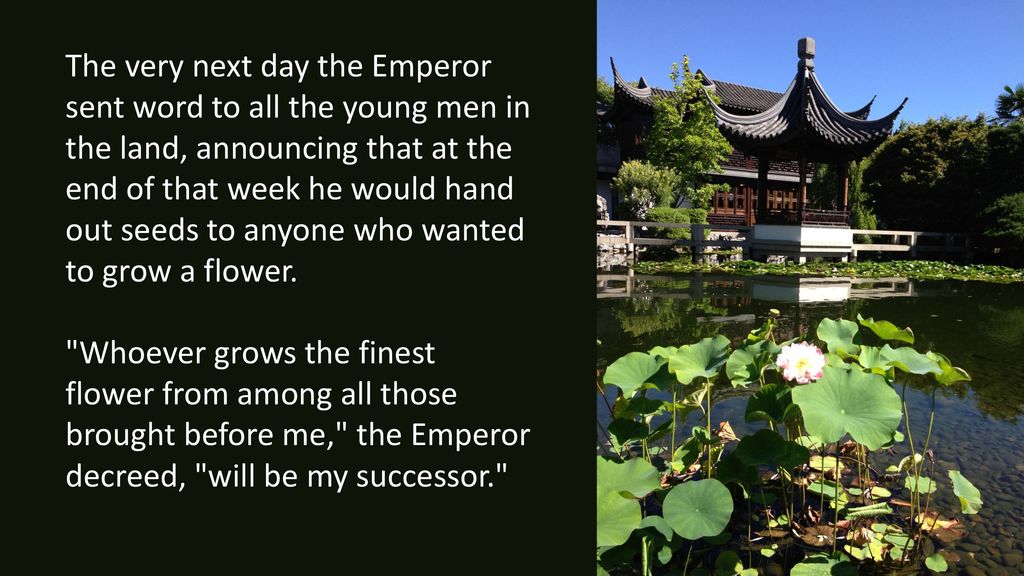 The very next day the Emperor
sent word to all the young men in
the land, announcing that at the
end of that week he would hand
out seeds to anyone who wanted
to grow a flower.
"Whoever grows the finest
flower from among all those
brought before me," the Emperor
decreed, "will be my successor."